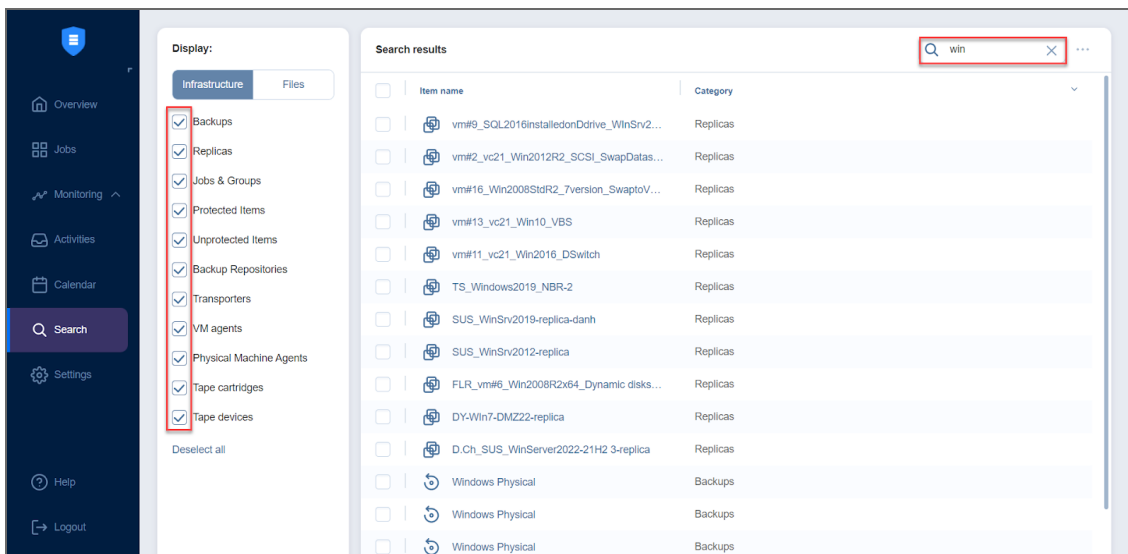 Overview
Jobs
Monitoring
Activities
Calendar
Search
Settings
Help
Logout
Display:
Infrastructure Files
Backups
Replicas
Jobs & Groups
Protected Items
Unprotected Items
Backup Repositories
Transporters
VM agents
Physical Machine Agents
Tape cartridges
Tape devices
Deselect all
Search results win
Item name Category
vm#9_SQL2016installedonDdrive_WInSrv2... Replicas
vm#2_vc21_Win2012R2_SCSI_SwapDatas... Replicas
vm#16_Win2008StdR2_7version_SwaptoV... Replicas
vm#13_vc21_Win10_VBS Replicas
vm#11_vc21_Win2016_DSwitch Replicas
TS_Windows2019_NBR-2 Replicas
SUS_WinSrv2019-replica-danh Replicas
SUS_WinSrv2012-replica Replicas
FLR_vm#6_Win2008R2x64_Dynamic disks... Replicas
DY-WIn7-DMZ22-replica Replicas
D.Ch_SUS_WinServer2022-21H2 3-replica Replicas
Windows Physical Backups
Windows Physical Backups
Windows Physical Backups